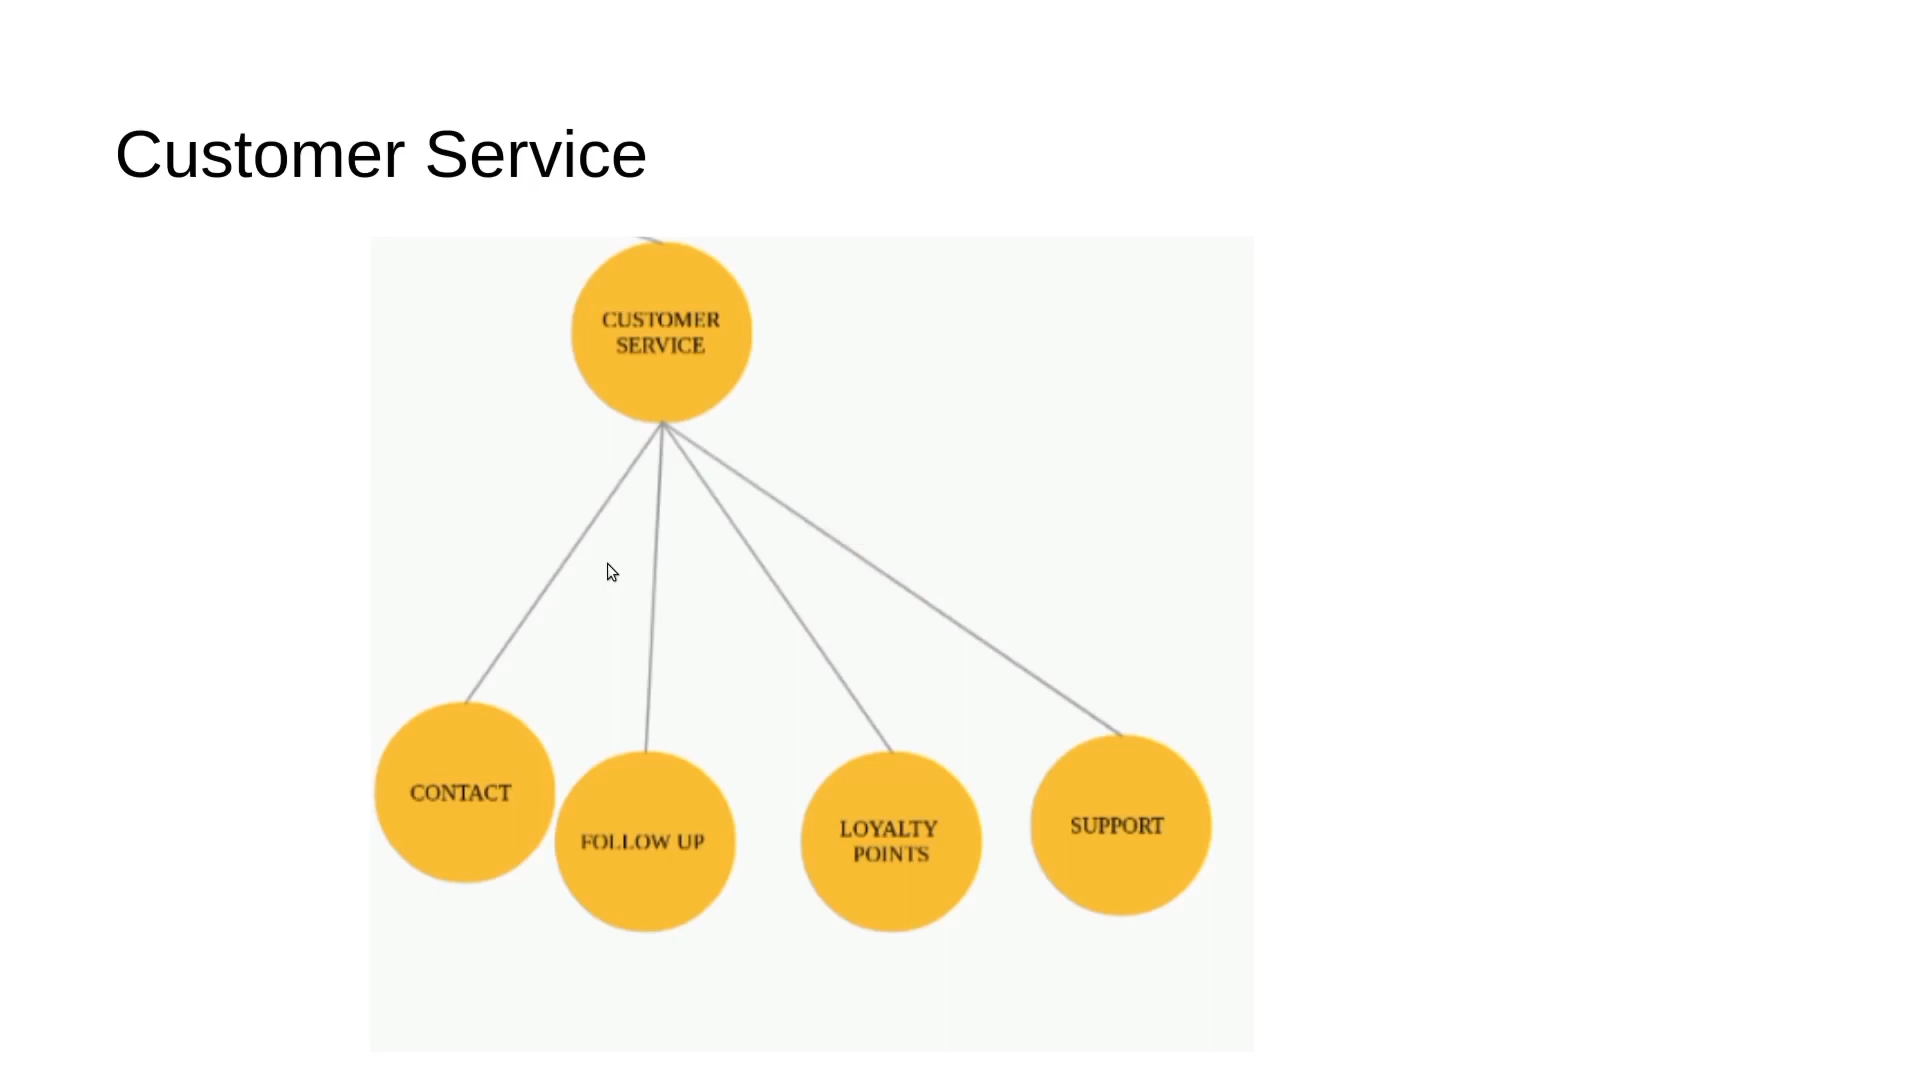 Customer Service
CUSTOMER
SERVICE
CONTACT
FOLLOW UP
LOYALTY
POINTS
SUPPORT